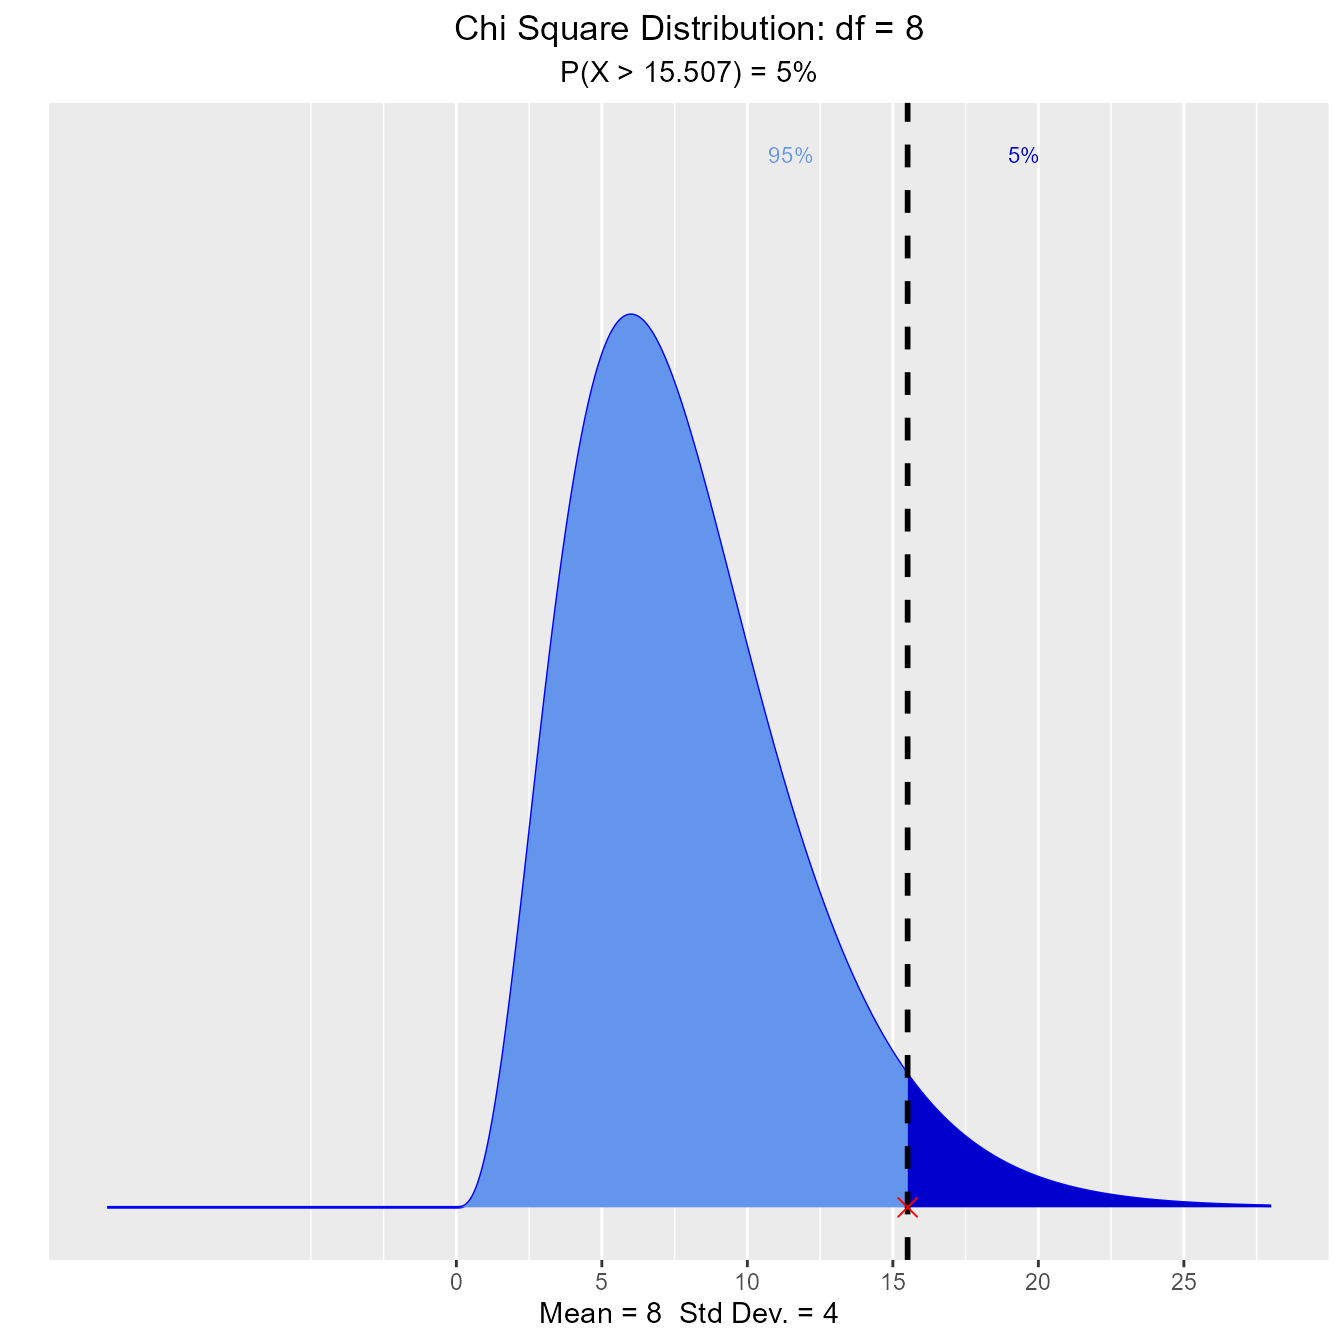 Chi Square Distribution: df = 8
P(X > 15.507) = 5%
95% 5%
0 5 10 15 20 25
Mean = 8 Std Dev. = 4